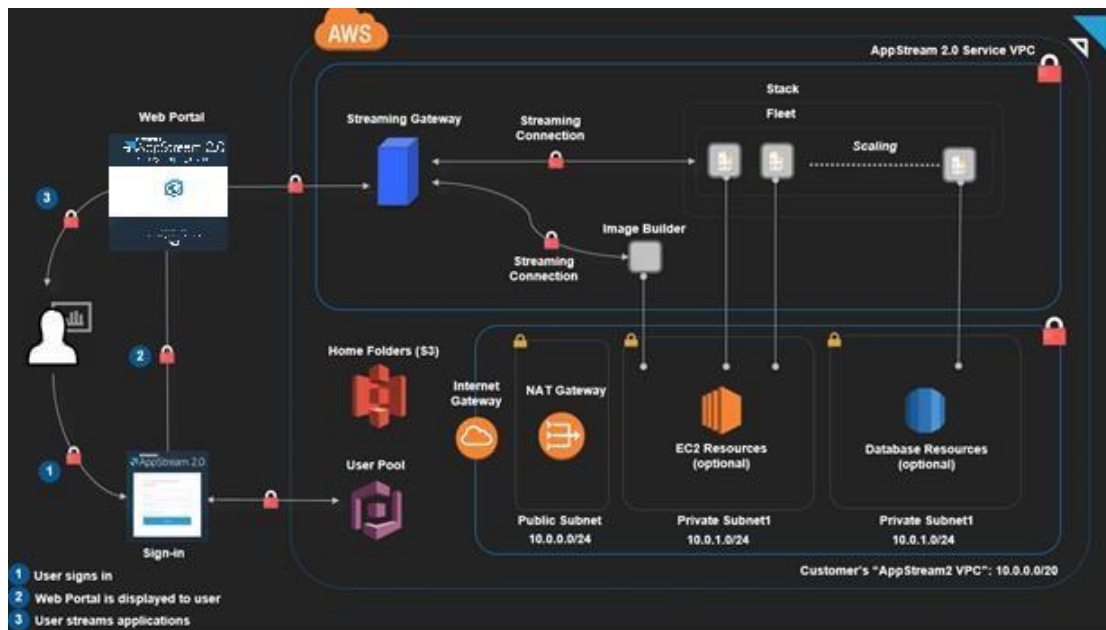 AWS
AppStream 2.0 Service VPC
Stack
Fleet
Scaling
Web Portal
AppStream 2.0
Streaming Gateway
Streaming
Connection
3
Image Builder
Streaming
Connection
2
Home Folders (S3)
Internet
Gateway
NAT Gateway
EC2 Resources
(optional)
Database Resources
(optional)
User Pool
1
AppStream 2.0
Public Subnet
10.0.0.0/24
Private Subnet1
10.0.1.0/24
Private Subnet1
10.0.1.0/24
Sign-in
Customer's "AppStream2 VPC": 10.0.0.0/20
1 User signs in
2 Web Portal is displayed to user
3 User streams applications